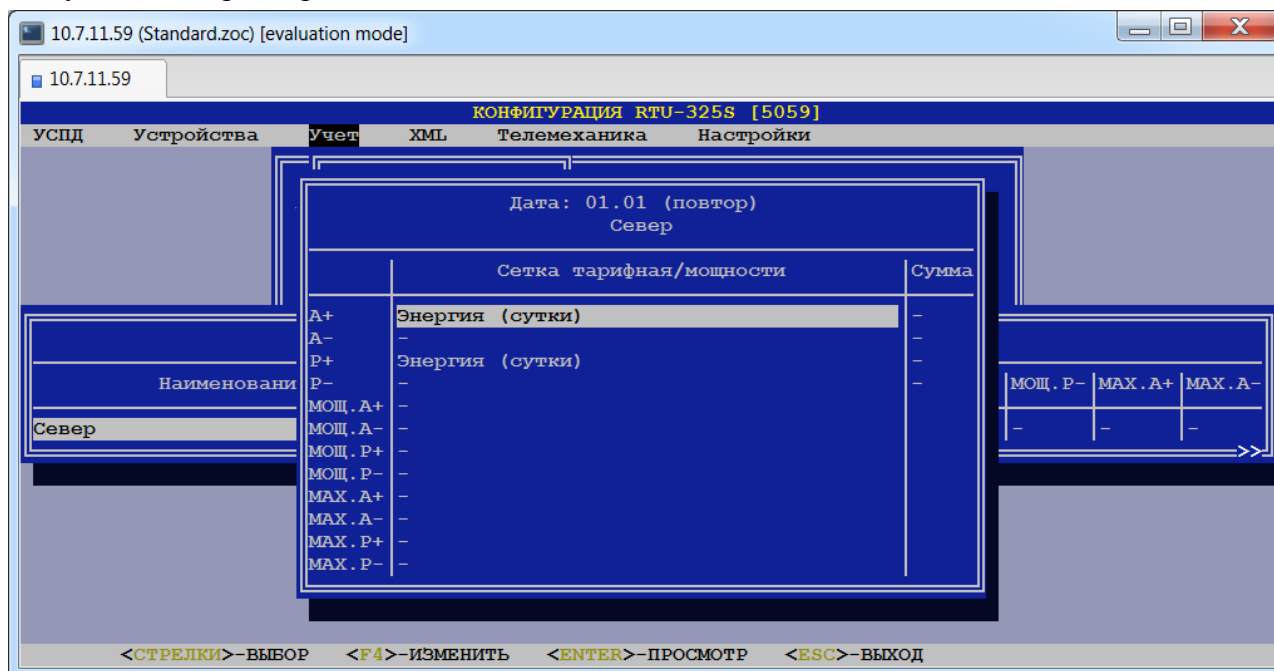 10.7.11.59 (Standard.zoc) [evaluation mode]
10.7.11.59
КОНФИГУРАЦИЯ RTU-325S [5059]
УСПД Устройства Учет XML Телемеханика Настройки
Дата: 01.01 (повтор)
Север
Сетка тарифная/мощности Сумма
A+ Энергия (сутки) -
A- - -
P+ Энергия (сутки) -
P- - -
МОЩ.A+ -
МОЩ.A- -
МОЩ.P+ -
МОЩ.P- -
MAX.A+ -
MAX.A- -
MAX.P+ -
MAX.P- -
Наименовани МОЩ.P- MAX.A+ MAX.A-
Север - - -
>>
<СТРЕЛКИ>-ВЫБОР <F4>-ИЗМЕНИТЬ <ENTER>-ПРОСМОТР <ESC>-ВЫХОД